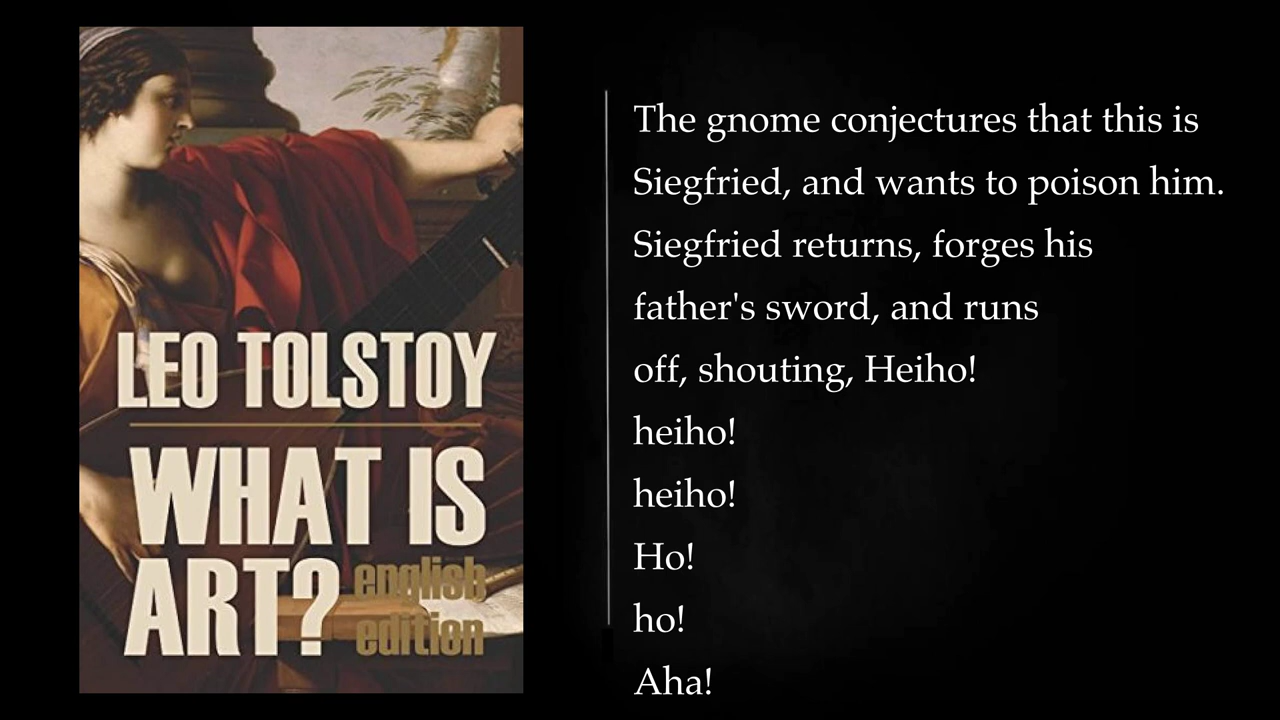 LEO TOLSTOY
WHAT IS
ART? english
edition
The gnome conjectures that this is
Siegfried, and wants to poison him.
Siegfried returns, forges his
father's sword, and runs
off, shouting, Heiho!
heiho!
heiho!
Ho!
ho!
Aha!